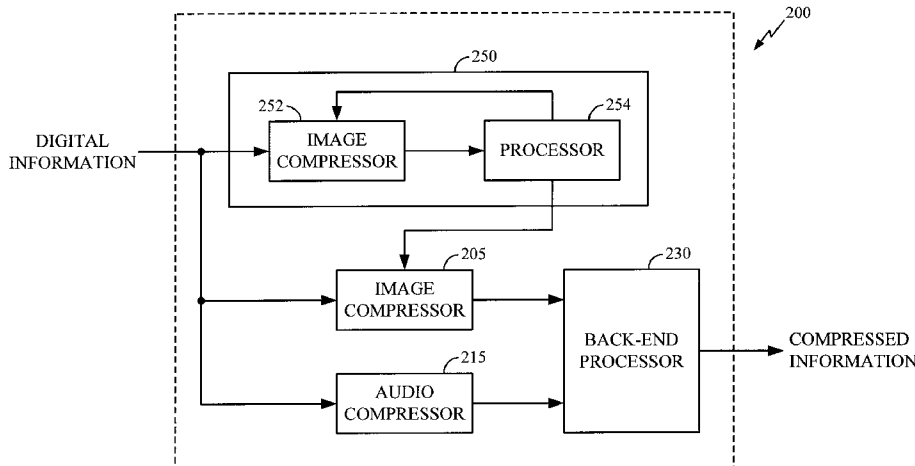 200
250
252
254
IMAGE
COMPRESSOR
PROCESSOR
DIGITAL
INFORMATION
205
IMAGE
COMPRESSOR
230
BACK-END
PROCESSOR
COMPRESSED
INFORMATION
215
AUDIO
COMPRESSOR